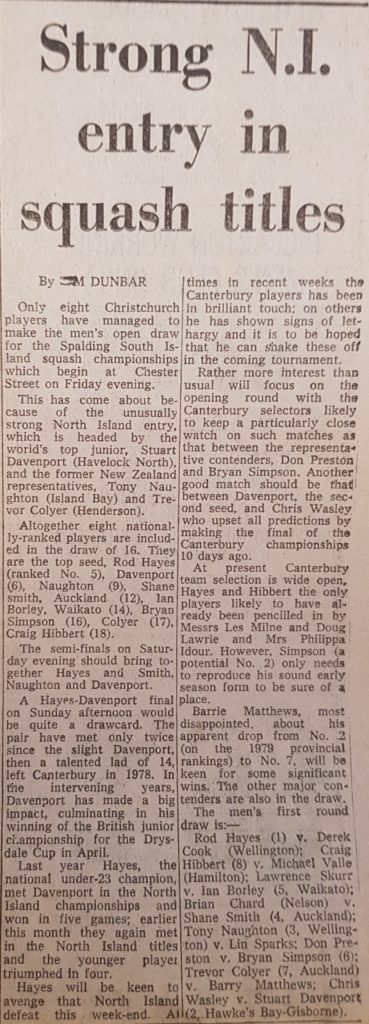 Strong N.I.
entry in
squash titles
By M DUNBAR
Only eight Christchurch
players have managed to
make the men's open draw
for the Spalding South Is-
land squash championships
which begin at Chester
Street on Friday evening.
This has come about be-
cause of the unusually
strong North Island entry,
which is headed by the
world's top junior, Stuart
Davenport (Havelock North),
and the former New Zealand
representatives, Tony Nau-
ghton (Island Bay) and Tre-
vor Colyer (Henderson).
Altogether eight national-
ly-ranked players are includ-
ed in the draw of 16. They
are the top seed, Rod Hayes
(ranked No. 5), Davenport
(6), Naughton (9), Shane
smith, Auckland (12), Ian
Borley, Waikato (14), Bryan
Simpson (16), Colyer (17),
Craig Hibbert (18).
The semi-finals on Satur-
day evening should bring to-
gether Hayes and Smith,
Naughton and Davenport.
A Hayes-Davenport final
on Sunday afternoon would
be quite a drawcard. The
pair have met only twice
since the slight Davenport,
then a talented lad of 14,
left Canterbury in 1978. In
the intervening years,
Davenport has made a big
impact, culminating in his
winning of the British junior
championship for the Drys-
dale Cup in April.
Last year Hayes, the
national under-23 champion,
met Davenport in the North
Island championships and
won in five games; earlier
this month they again met
in the North Island titles
and the younger player
triumphed in four.
Hayes will be keen to
avenge that North Island
defeat this week-end. At
times in recent weeks the
Canterbury players has been
in brilliant touch; on others
he has shown signs of let-
hargy and it is to be hoped
that he can shake these off
in the coming tournament.
Rather more interest than
usual will focus on the
opening round with the
Canterbury selectors likely
to keep a particularly close
watch on such matches as
that between the representa-
tive contenders, Don Preston
and Bryan Simpson. Another
good match should be that
between Davenport, the sec-
ond seed, and Chris Wasley
who upset all predictions by
making the final of the
Canterbury championships
10 days ago.
At present Canterbury
team selection is wide open,
Hayes and Hibbert the only
players likely to have al-
ready been pencilled in by
Messrs Les Milne and Doug
Lawrie and Mrs Philippa
Idour. However, Simpson (a
potential No. 2) only needs
to reproduce his sound early
season form to be sure of a
place.
Barrie Matthews, most
disappointed, about his
apparent drop from No. 2
(on the 1979 provincial
rankings) to No. 7, will be
keen for some significant
wins. The other major con-
tenders are also in the draw.
The men's first round
draw is:—
Rod Hayes (1) v. Derek
Cook (Wellington); Craig
Hibbert (8) v. Michael Valle
(Hamilton); Lawrence Skurr
v. Ian Borley (5, Waikato);
Brian Chard (Nelson) v.
Shane Smith (4, Auckland);
Tony Naughton (3, Welling-
ton) v. Lin Sparks; Don Pre-
ston v. Bryan Simpson (6);
Trevor Colyer (7, Auckland)
v. Barry Matthews; Chris
Wasley v. Stuart Davenport
(2, Hawke's Bay-Gisborne).